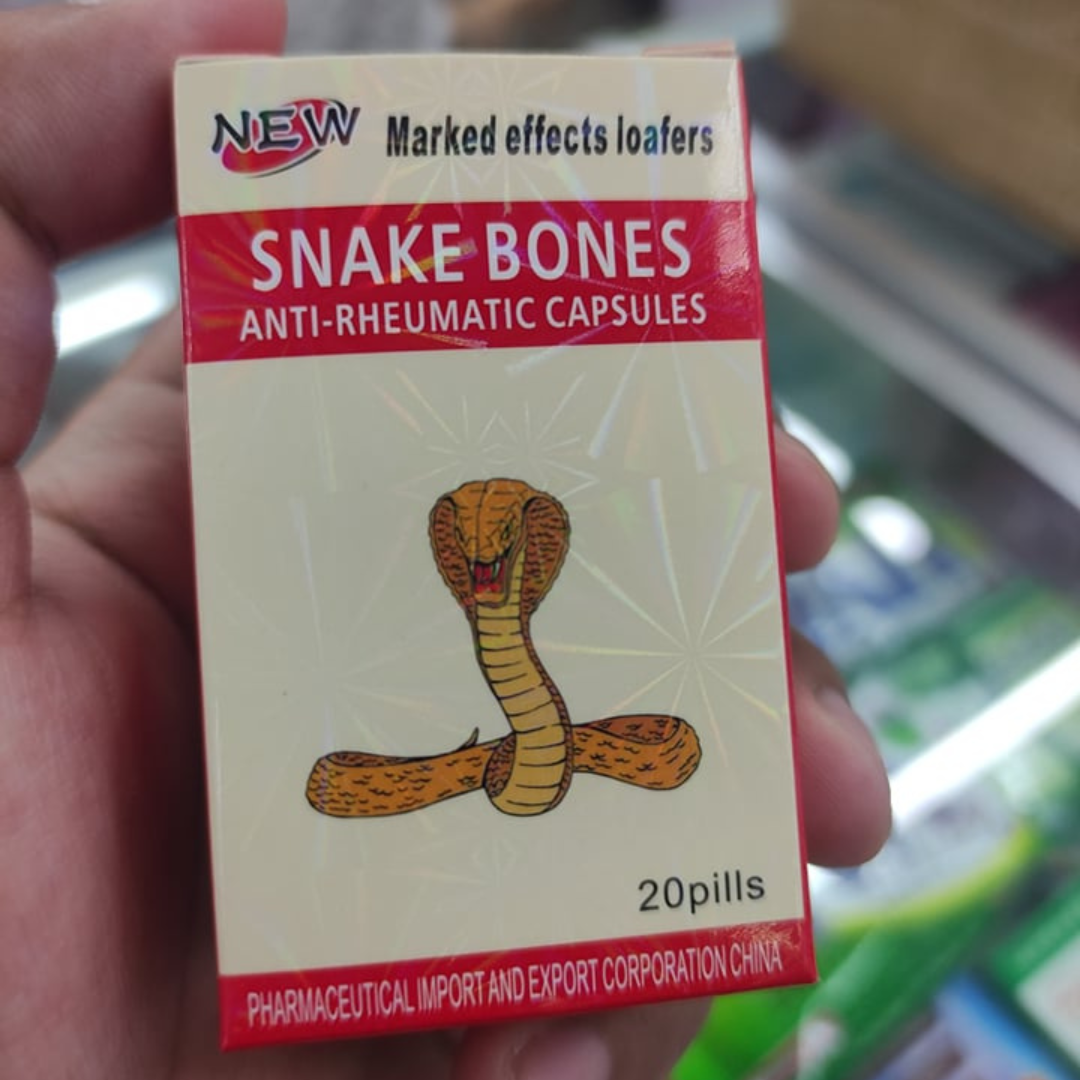 NEW Marked effects loafers
SNAKE BONES
ANTI-RHEUMATIC CAPSULES
20pills
PHARMACEUTICAL IMPORT AND EXPORT CORPORATION CHINA